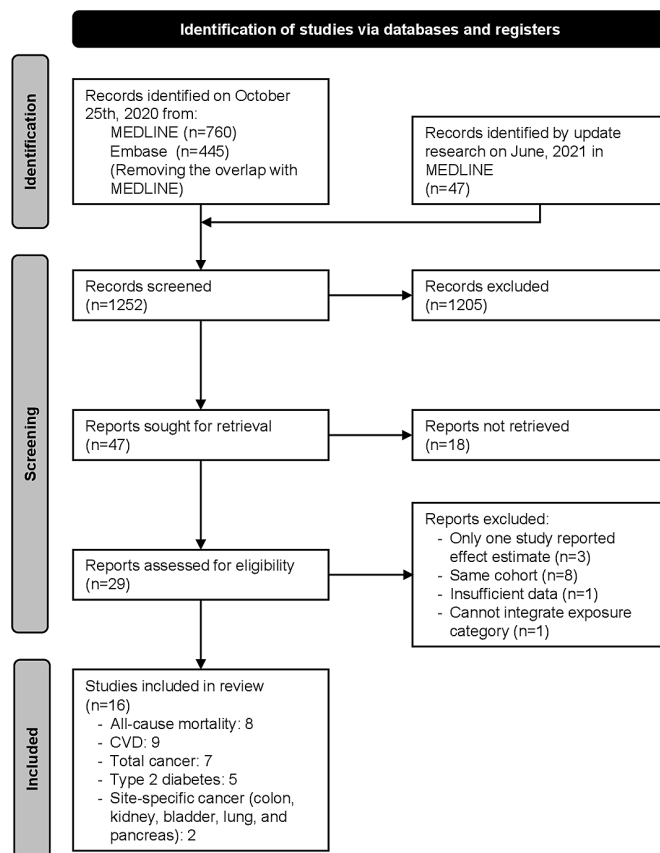 Identification of studies via databases and registers
Identification
Records identified on October
25th, 2020 from:
MEDLINE (n=760)
Embase (n=445)
(Removing the overlap with
MEDLINE)
Records identified by update
research on June, 2021 in
MEDLINE
(n=47)
Screening
Records screened
(n=1252)
Records excluded
(n=1205)
Reports sought for retrieval
(n=47)
Reports not retrieved
(n=18)
Reports assessed for eligibility
(n=29)
Reports excluded:
- Only one study reported
effect estimate (n=3)
- Same cohort (n=8)
- Insufficient data (n=1)
- Cannot integrate exposure
category (n=1)
Included
Studies included in review
(n=16)
- All-cause mortality: 8
- CVD: 9
- Total cancer: 7
- Type 2 diabetes: 5
- Site-specific cancer (colon,
kidney, bladder, lung, and
pancreas): 2